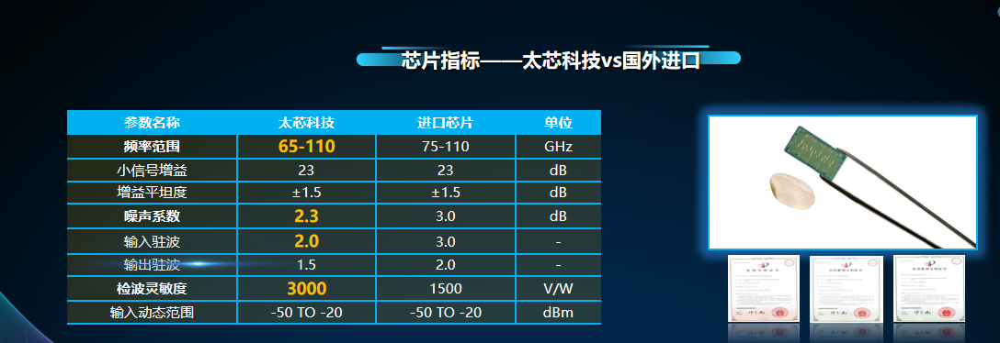 芯片指标——太芯科技vs国外进口
参数名称 太芯科技 进口芯片 单位
频率范围 65-110 75-110 GHz
小信号增益 23 23 dB
增益平坦度 ±1.5 ±1.5 dB
噪声系数 2.3 3.0 dB
输入驻波 2.0 3.0 -
输出驻波 1.5 2.0 -
检波灵敏度 3000 1500 V/W
输入动态范围 -50 TO -20 -50 TO -20 dBm